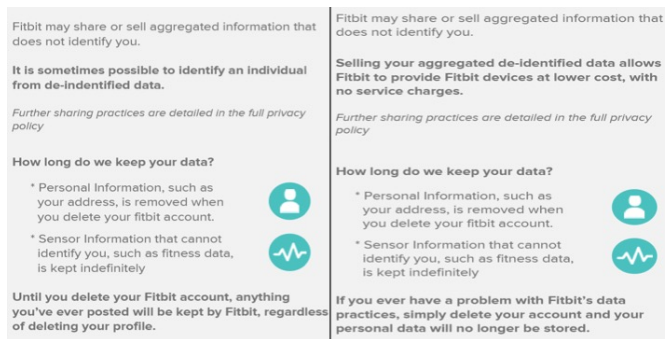 Fitbit may share or sell aggregated information that
does not identify you.
It is sometimes possible to identify an individual
from de-indentified data.
Further sharing practices are detailed in the full privacy
policy
How long do we keep your data?
* Personal Information, such as
your address, is removed when
you delete your fitbit account.
* Sensor Information that cannot
identify you, such as fitness data,
is kept indefinitely
Until you delete your Fitbit account, anything
you've ever posted will be kept by Fitbit, regardless
of deleting your profile.
Fitbit may share or sell aggregated information that
does not identify you.
Selling your aggregated de-identified data allows
Fitbit to provide Fitbit devices at lower cost, with
no service charges.
Further sharing practices are detailed in the full privacy
policy
How long do we keep your data?
* Personal Information, such as
your address, is removed when
you delete your fitbit account.
* Sensor Information that cannot
identify you, such as fitness data,
is kept indefinitely
If you ever have a problem with Fitbit's data
practices, simply delete your account and your
personal data will no longer be stored.